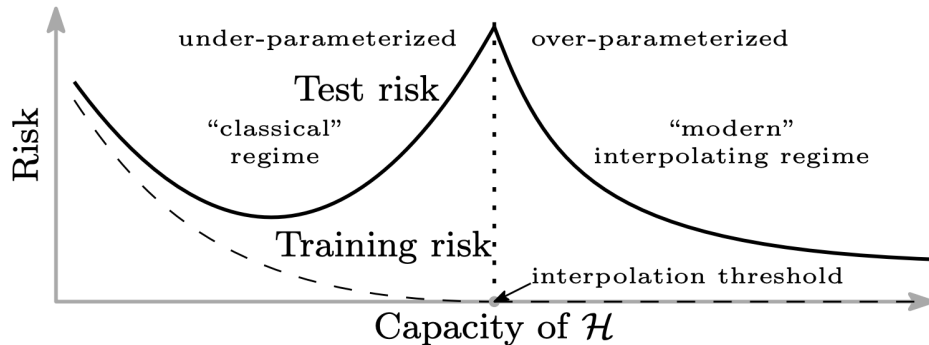 under-parameterized
over-parameterized
Test risk
“classical”
regime
“modern”
interpolating regime
Risk
Training risk
interpolation threshold
Capacity of ℋ